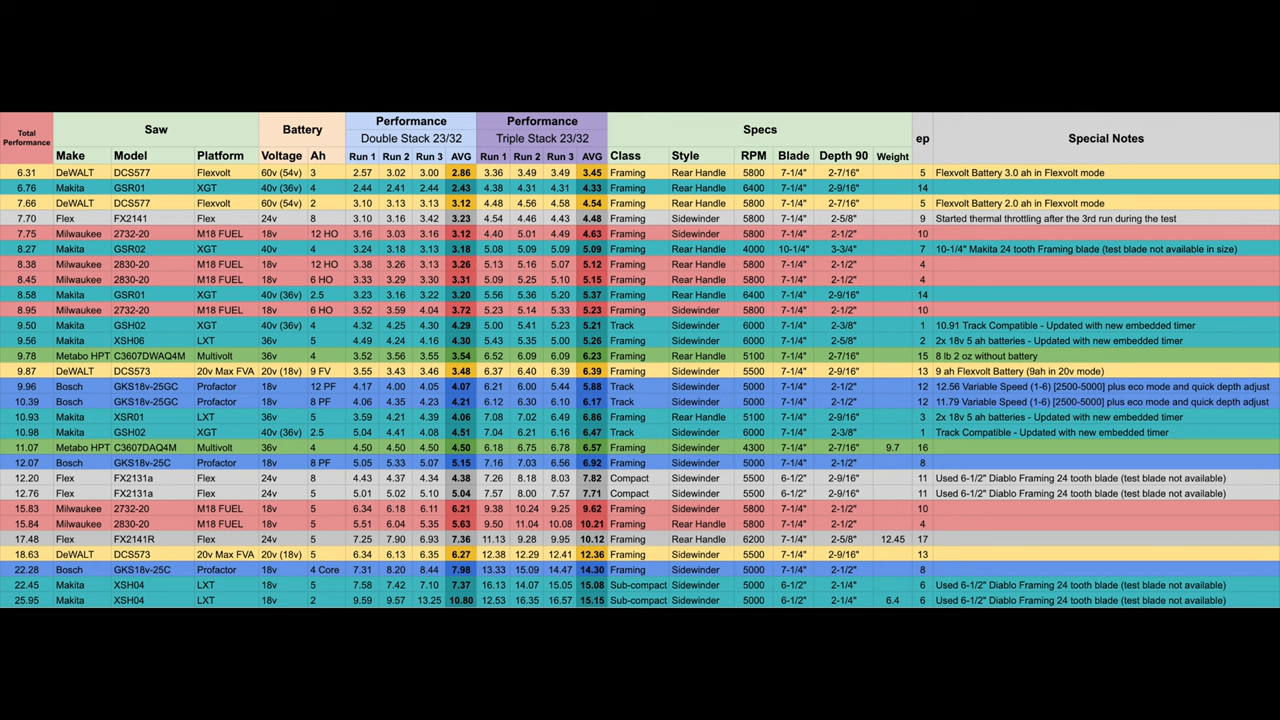 Total Performance Saw Battery Performance Double Stack 23/32 Performance Triple Stack 23/32 Specs ep Special Notes
Make Model Platform Voltage Ah Run 1 Run 2 Run 3 AVG Run 1 Run 2 Run 3 AVG Class Style RPM Blade Depth 90 Weight
6.31 DeWALT DCS577 Flexvolt 60v (54v) 3 2.57 3.02 3.00 2.86 3.36 3.49 3.49 3.45 Framing Rear Handle 5800 7-1/4" 2-7/16" 5 Flexvolt Battery 3.0 ah in Flexvolt mode
6.76 Makita GSR01 XGT 40v (36v) 4 2.44 2.41 2.44 2.43 4.38 4.31 4.31 4.33 Framing Rear Handle 6400 7-1/4" 2-9/16" 14
7.66 DeWALT DCS577 Flexvolt 60v (54v) 2 3.10 3.13 3.13 3.12 4.48 4.56 4.58 4.54 Framing Rear Handle 5800 7-1/4" 2-7/16" 5 Flexvolt Battery 2.0 ah in Flexvolt mode
7.70 Flex FX2141 Flex 24v 8 3.10 3.16 3.42 3.23 4.54 4.46 4.43 4.48 Framing Sidewinder 5800 7-1/4" 2-5/8" 9 Started thermal throttling after the 3rd run during the test
7.75 Milwaukee 2732-20 M18 FUEL 18v 12 HO 3.16 3.03 3.16 3.12 4.40 5.01 4.49 4.63 Framing Sidewinder 5800 7-1/4" 2-1/2" 10
8.27 Makita GSR02 XGT 40v 4 3.24 3.18 3.13 3.18 5.08 5.09 5.09 5.09 Framing Rear Handle 4000 10-1/4" 3-3/4" 7 10-1/4" Makita 24 tooth Framing blade (test blade not available in size)
8.38 Milwaukee 2830-20 M18 FUEL 18v 12 HO 3.38 3.26 3.13 3.26 5.13 5.16 5.07 5.12 Framing Rear Handle 5800 7-1/4" 2-1/2" 4
8.45 Milwaukee 2830-20 M18 FUEL 18v 6 HO 3.33 3.29 3.30 3.31 5.09 5.25 5.10 5.15 Framing Rear Handle 5800 7-1/4" 2-1/2" 4
8.58 Makita GSR01 XGT 40v (36v) 2.5 3.23 3.16 3.22 3.20 5.56 5.36 5.20 5.37 Framing Rear Handle 6400 7-1/4" 2-9/16" 14
8.95 Milwaukee 2732-20 M18 FUEL 18v 6 HO 3.52 3.59 4.04 3.72 5.23 5.14 5.33 5.23 Framing Sidewinder 5800 7-1/4" 2-1/2" 10
9.50 Makita GSH02 XGT 40v (36v) 4 4.32 4.25 4.30 4.29 5.00 5.41 5.23 5.21 Track Sidewinder 6000 7-1/4" 2-3/8" 1 10.91 Track Compatible - Updated with new embedded timer
9.56 Makita XSH06 LXT 36v 5 4.49 4.24 4.16 4.30 5.43 5.35 5.00 5.26 Framing Sidewinder 6000 7-1/4" 2-5/8" 2 2x 18v 5 ah batteries - Updated with new embedded timer
9.78 Metabo HPT C3607DWAQ4M Multivolt 36v 4 3.52 3.56 3.55 3.54 6.52 6.09 6.09 6.23 Framing Rear Handle 5100 7-1/4" 2-7/16" 15 8 lb 2 oz without battery
9.87 DeWALT DCS573 20v Max FVA 20v (18v) 9 FV 3.55 3.43 3.46 3.48 6.37 6.40 6.39 6.39 Framing Sidewinder 5500 7-1/4" 2-9/16" 13 9 ah Flexvolt Battery (9ah in 20v mode)
9.96 Bosch GKS18v-25GC Profactor 18v 12 PF 4.17 4.00 4.05 4.07 6.21 6.00 5.44 5.88 Track Sidewinder 5000 7-1/4" 2-1/2" 12 12.56 Variable Speed (1-6) [2500-5000] plus eco mode and quick depth adjust
10.39 Bosch GKS18v-25GC Profactor 18v 8 PF 4.06 4.35 4.23 4.21 6.12 6.30 6.10 6.17 Track Sidewinder 5000 7-1/4" 2-1/2" 12 11.79 Variable Speed (1-6) [2500-5000] plus eco mode and quick depth adjust
10.93 Makita XSR01 LXT 36v 5 3.59 4.21 4.39 4.06 7.08 7.02 6.49 6.86 Framing Rear Handle 5100 7-1/4" 2-9/16" 3 2x 18v 5 ah batteries - Updated with new embedded timer
10.98 Makita GSH02 XGT 40v (36v) 2.5 5.04 4.41 4.08 4.51 7.04 6.21 6.16 6.47 Track Sidewinder 6000 7-1/4" 2-3/8" 1 Track Compatible - Updated with new embedded timer
11.07 Metabo HPT C3607DAQ4M Multivolt 36v 4 4.50 4.50 4.50 4.50 6.18 6.75 6.78 6.57 Framing Sidewinder 4300 7-1/4" 2-7/16" 9.7 16
12.07 Bosch GKS18v-25C Profactor 18v 8 PF 5.05 5.33 5.07 5.15 7.16 7.03 6.56 6.92 Framing Sidewinder 5000 7-1/4" 2-1/2" 8
12.20 Flex FX2131a Flex 24v 8 4.43 4.37 4.34 4.38 7.26 8.18 8.03 7.82 Compact Sidewinder 5500 6-1/2" 2-9/16" 11 Used 6-1/2" Diablo Framing 24 tooth blade (test blade not available)
12.76 Flex FX2131a Flex 24v 5 5.01 5.02 5.10 5.04 7.57 8.00 7.57 7.71 Compact Sidewinder 5500 6-1/2" 2-9/16" 11 Used 6-1/2" Diablo Framing 24 tooth blade (test blade not available)
15.83 Milwaukee 2732-20 M18 FUEL 18v 5 6.34 6.18 6.11 6.21 9.38 10.24 9.25 9.62 Framing Sidewinder 5800 7-1/4" 2-1/2" 10
15.84 Milwaukee 2830-20 M18 FUEL 18v 5 5.51 6.04 5.35 5.63 9.50 11.04 10.08 10.21 Framing Rear Handle 5800 7-1/4" 2-1/2" 4
17.48 Flex FX2141R Flex 24v 5 7.25 7.90 6.93 7.36 11.13 9.28 9.95 10.12 Framing Rear Handle 6200 7-1/4" 2-5/8" 12.45 17
18.63 DeWALT DCS573 20v Max FVA 20v (18v) 5 6.34 6.13 6.35 6.27 12.38 12.29 12.41 12.36 Framing Sidewinder 5500 7-1/4" 2-9/16" 13
22.28 Bosch GKS18v-25C Profactor 18v 4 Core 7.31 8.20 8.44 7.98 13.33 15.09 14.47 14.30 Framing Sidewinder 5000 7-1/4" 2-1/2" 8
22.45 Makita XSH04 LXT 18v 5 7.58 7.42 7.10 7.37 16.13 14.07 15.05 15.08 Sub-compact Sidewinder 5000 6-1/2" 2-1/4" 6 Used 6-1/2" Diablo Framing 24 tooth blade (test blade not available)
25.95 Makita XSH04 LXT 18v 2 9.59 9.57 13.25 10.80 12.53 16.35 16.57 15.15 Sub-compact Sidewinder 5000 6-1/2" 2-1/4" 6.4 6 Used 6-1/2" Diablo Framing 24 tooth blade (test blade not available)